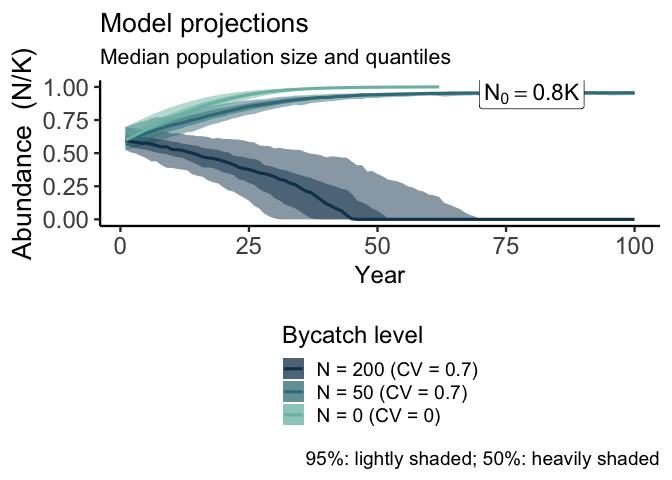 Model projections
Median population size and quantiles
Abundance (N/K)
1.00
0.75
0.50
0.25
0.00
N₀ = 0.8K
0 25 50 75 100
Year
Bycatch level
N = 200 (CV = 0.7)
N = 50 (CV = 0.7)
N = 0 (CV = 0)
95%: lightly shaded; 50%: heavily shaded